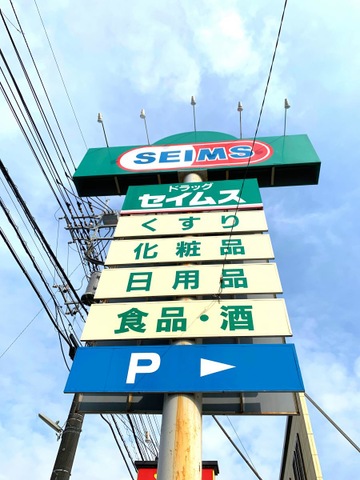 SEIMS
ドラッグ
セイムス
くすり
化粧品
日用品
食品・酒
P